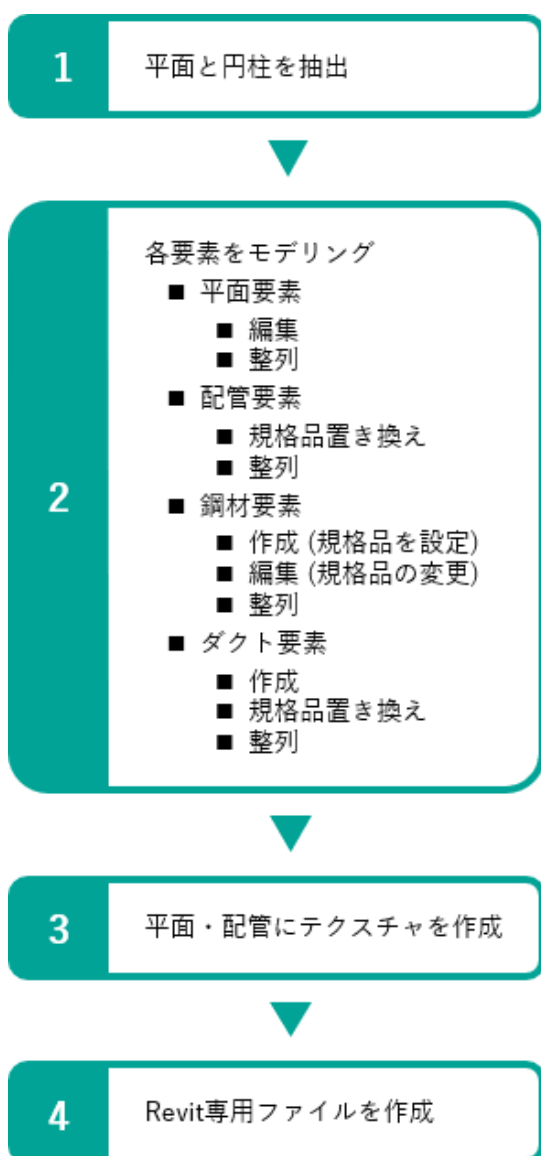 1
平面と円柱を抽出
2
各要素をモデリング
■ 平面要素
■ 編集
■ 整列
■ 配管要素
■ 規格品置き換え
■ 整列
■ 鋼材要素
■ 作成 (規格品を設定)
■ 編集 (規格品の変更)
■ 整列
■ ダクト要素
■ 作成
■ 規格品置き換え
■ 整列
3
平面・配管にテクスチャを作成
4
Revit専用ファイルを作成